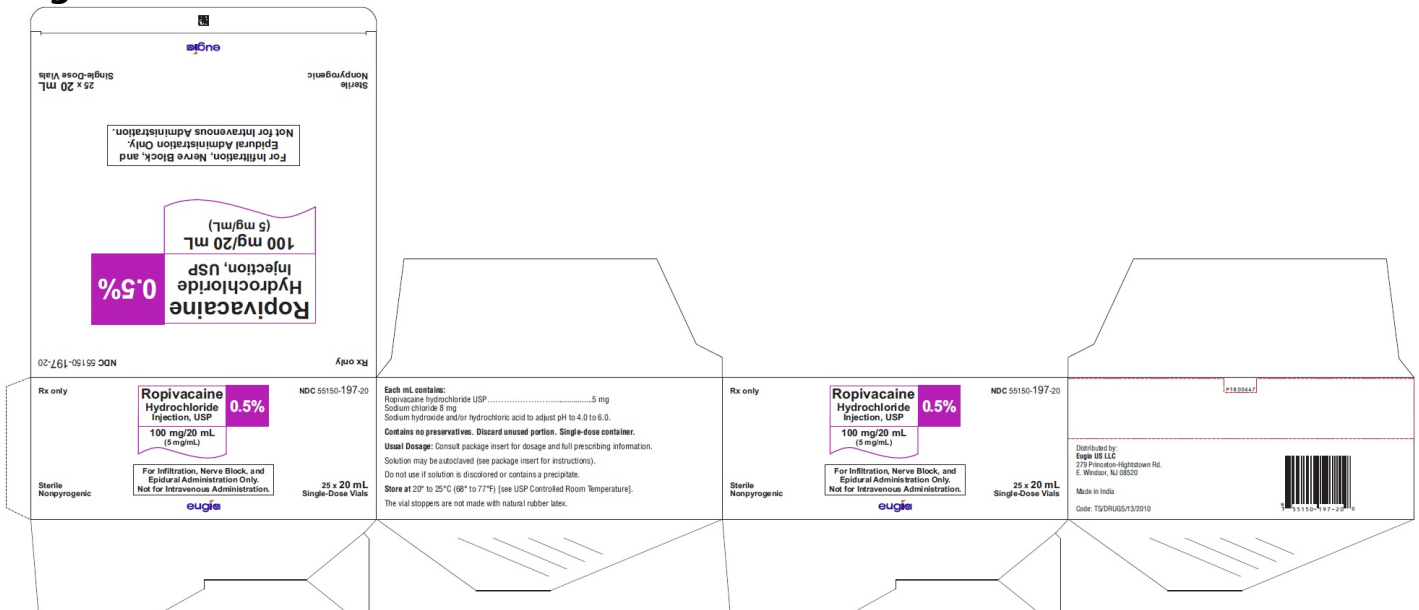 eugia
25 x 20 mL
Single-Dose Vials
Sterile
Nonpyrogenic
For Infiltration, Nerve Block, and
Epidural Administration Only.
Not for Intravenous Administration.
Ropivacaine
Hydrochloride
Injection, USP
0.5%
100 mg/20 mL
(5 mg/mL)
NDC 55150-197-20
Rx only
Rx only
Ropivacaine
Hydrochloride
Injection, USP
0.5%
100 mg/20 mL
(5 mg/mL)
NDC 55150-197-20
For Infiltration, Nerve Block, and
Epidural Administration Only.
Not for Intravenous Administration.
Sterile
Nonpyrogenic
25 x 20 mL
Single-Dose Vials
eugia
Each mL contains:
Ropivacaine hydrochloride USP.............................................5 mg
Sodium chloride 8 mg
Sodium hydroxide and/or hydrochloric acid to adjust pH to 4.0 to 6.0.
Contains no preservatives. Discard unused portion. Single-dose container.
Usual Dosage: Consult package insert for dosage and full prescribing information.
Solution may be autoclaved (see package insert for instructions).
Do not use if solution is discolored or contains a precipitate.
Store at 20° to 25°C (68° to 77°F) [see USP Controlled Room Temperature].
The vial stoppers are not made with natural rubber latex.
Rx only
Ropivacaine
Hydrochloride
Injection, USP
0.5%
100 mg/20 mL
(5 mg/mL)
NDC 55150-197-20
For Infiltration, Nerve Block, and
Epidural Administration Only.
Not for Intravenous Administration.
Sterile
Nonpyrogenic
25 x 20 mL
Single-Dose Vials
eugia
P1800647
Distributed by:
Eugia US LLC
279 Princeton-Hightstown Rd.
E. Windsor, NJ 08520
Made in India
Code: TS/DRUGS/13/2010
N
3 55150-197-20 0